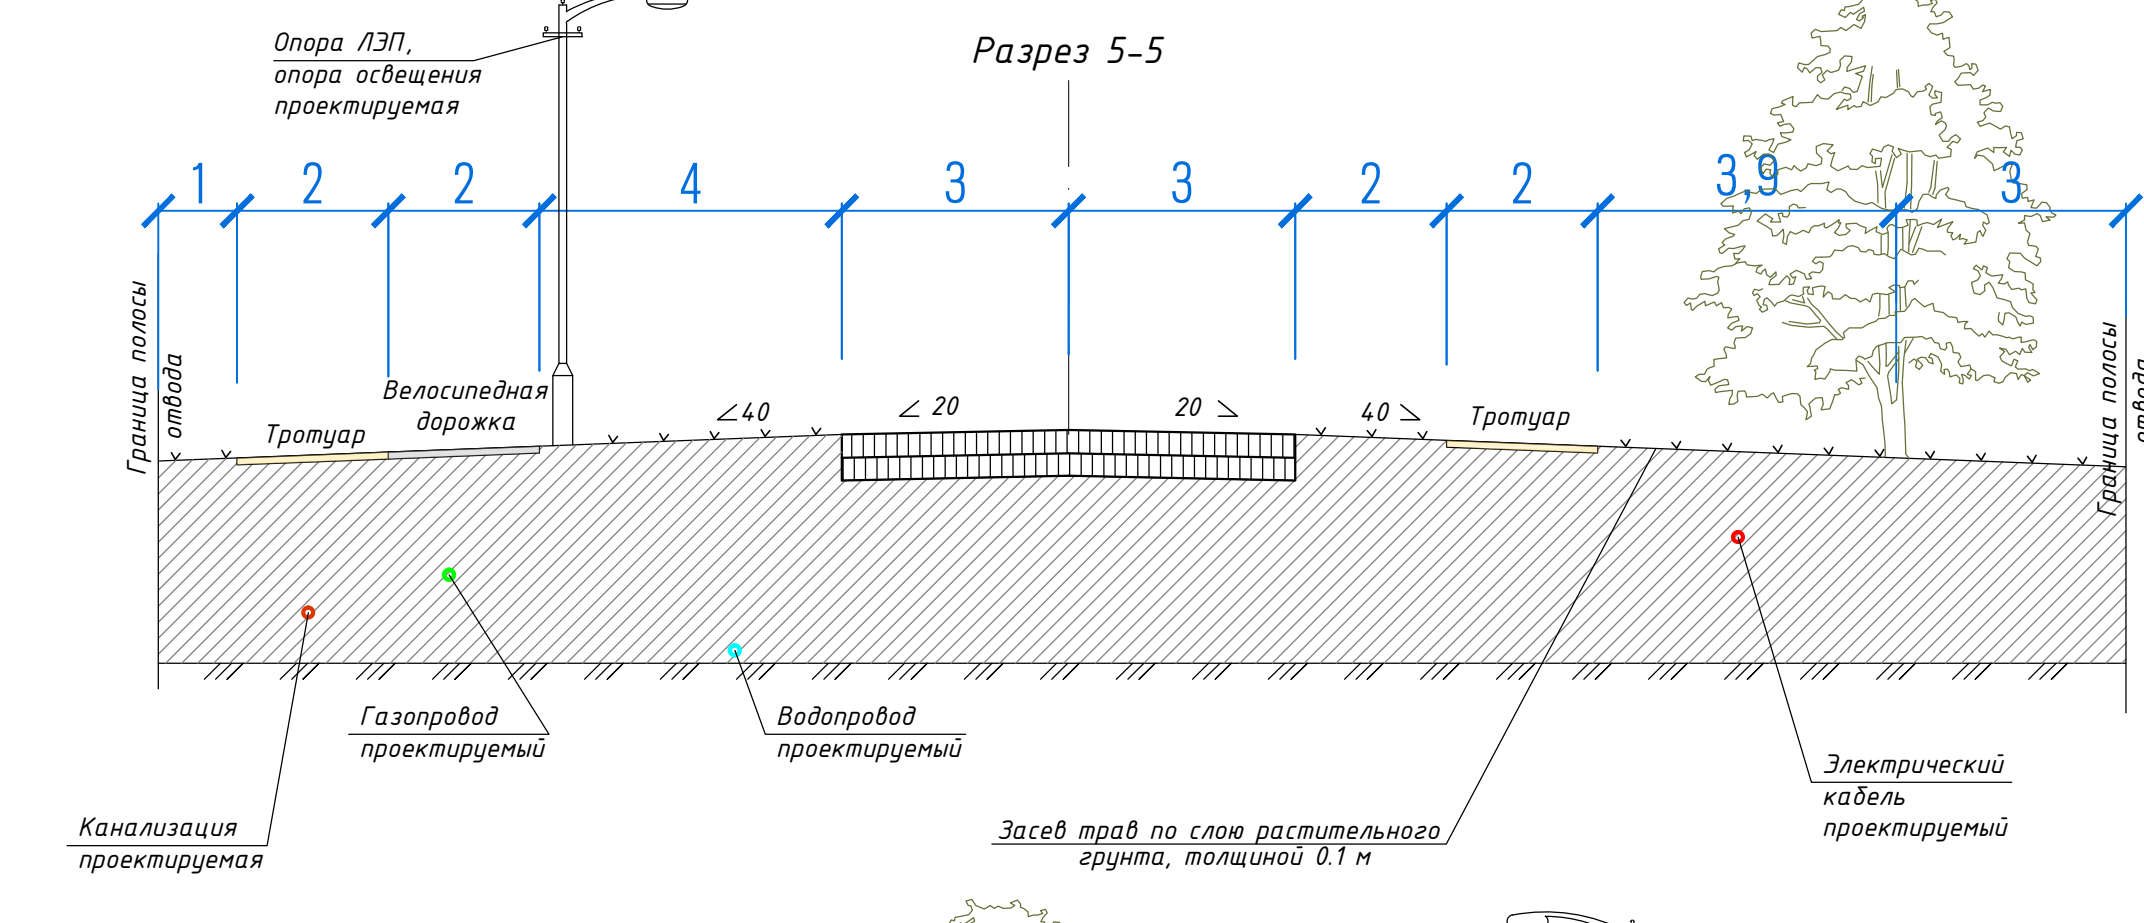 Опора ЛЭП,
опора освещения
проектируемая
Разрез 5-5
1 2 2 4 3 3 2 2 3,9 3
Граница полосы
отвода
Тротуар
Велосипедная
дорожка
40
20
20
40
Тротуар
Граница полосы
отвода
Газопровод
проектируемый
Водопровод
проектируемый
Канализация
проектируемая
Засев трав по слою растительного
грунта, толщиной 0.1 м
Электрический
кабель
проектируемый